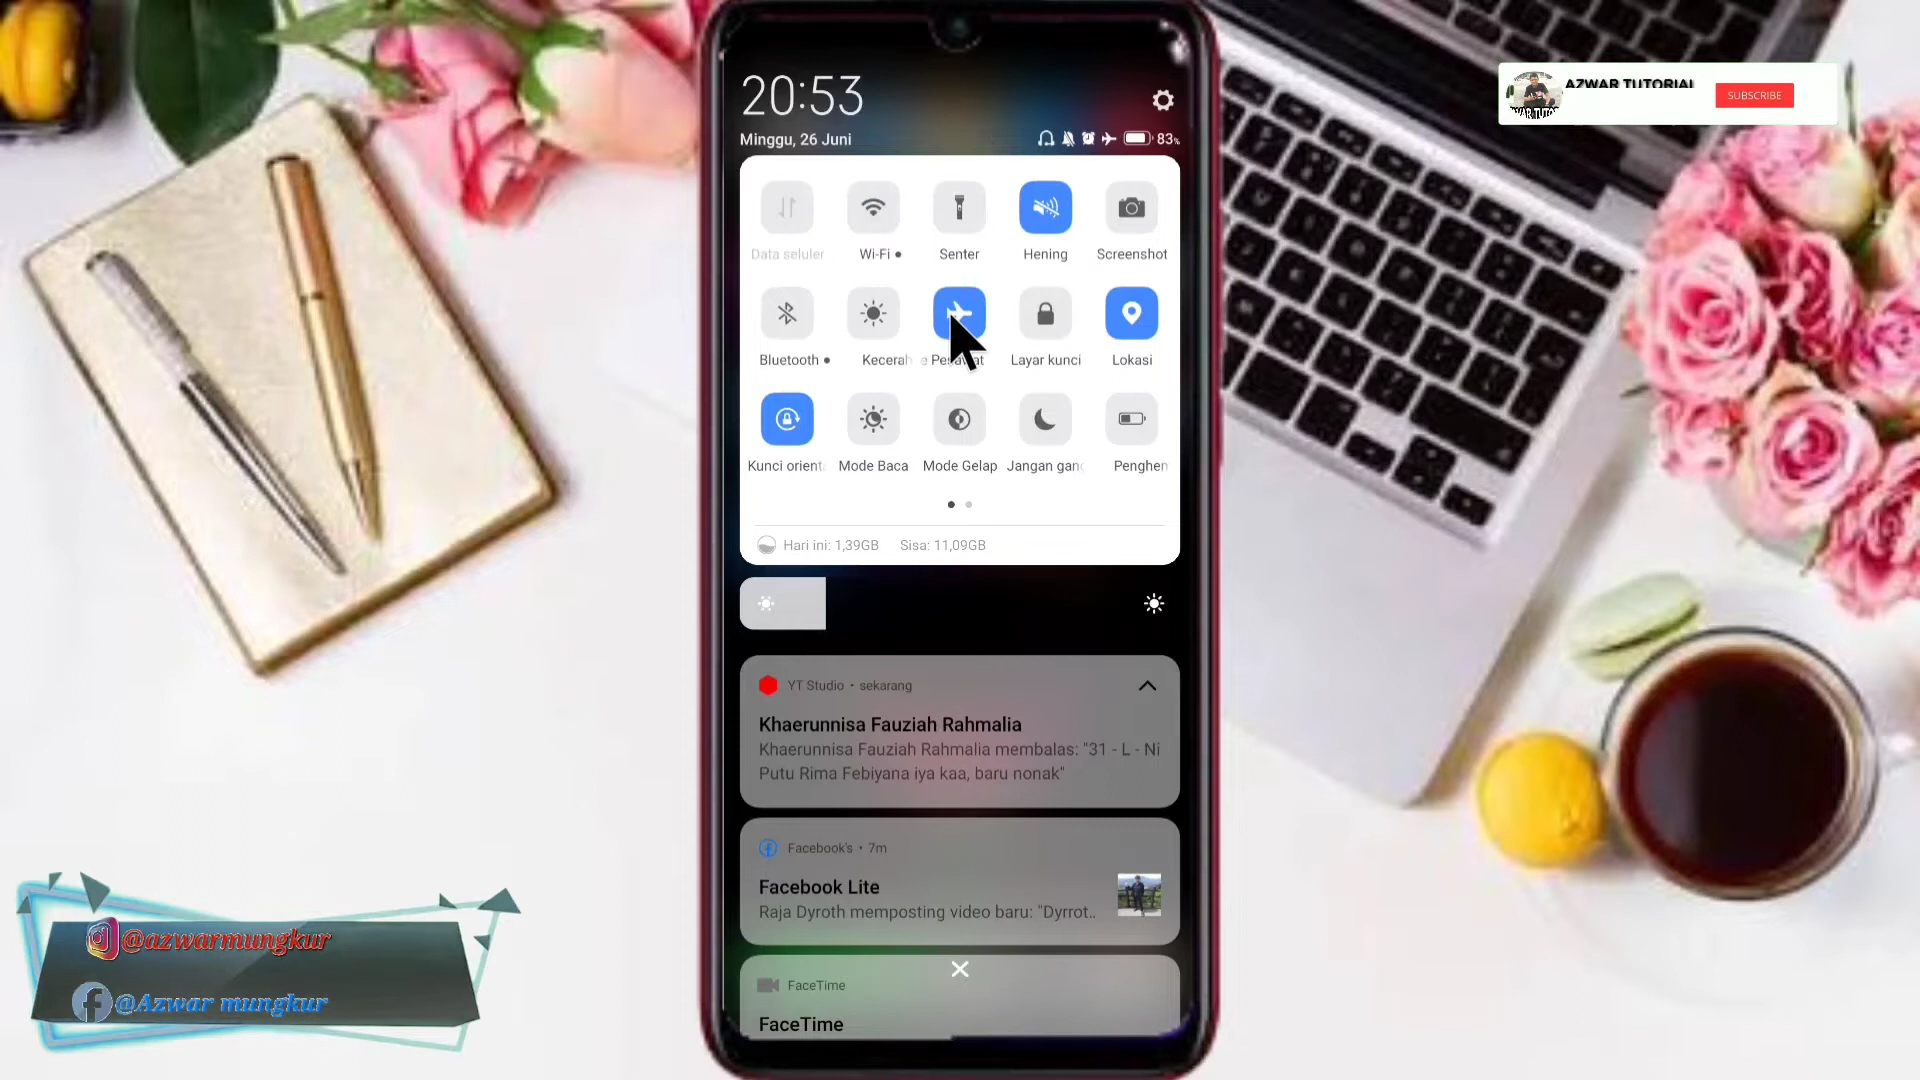 20:53
Minggu, 26 Juni
83%
Data seluler
Wi-Fi
Senter
Hening
Screenshot
Bluetooth
Kecerah
Layar kunci
Lokasi
Kunci orient
Mode Baca
Mode Gelap
Jangan gan
Penghem
Hari ini: 1,39GB Sisa: 11,09GB
YT Studio • sekarang
Khaerunnisa Fauziah Rahmalia
Khaerunnisa Fauziah Rahmalia membalas: "31 - L - Ni
Putu Rima Febiyana iya kaa, baru nonak"
Facebook's • 7m
Facebook Lite
Raja Dyroth memposting video baru: "Dyrrot..
FaceTime
FaceTime
AZWAR TUTORIAL
SUBSCRIBE
@azwarmungkur
@Azwar mungkur